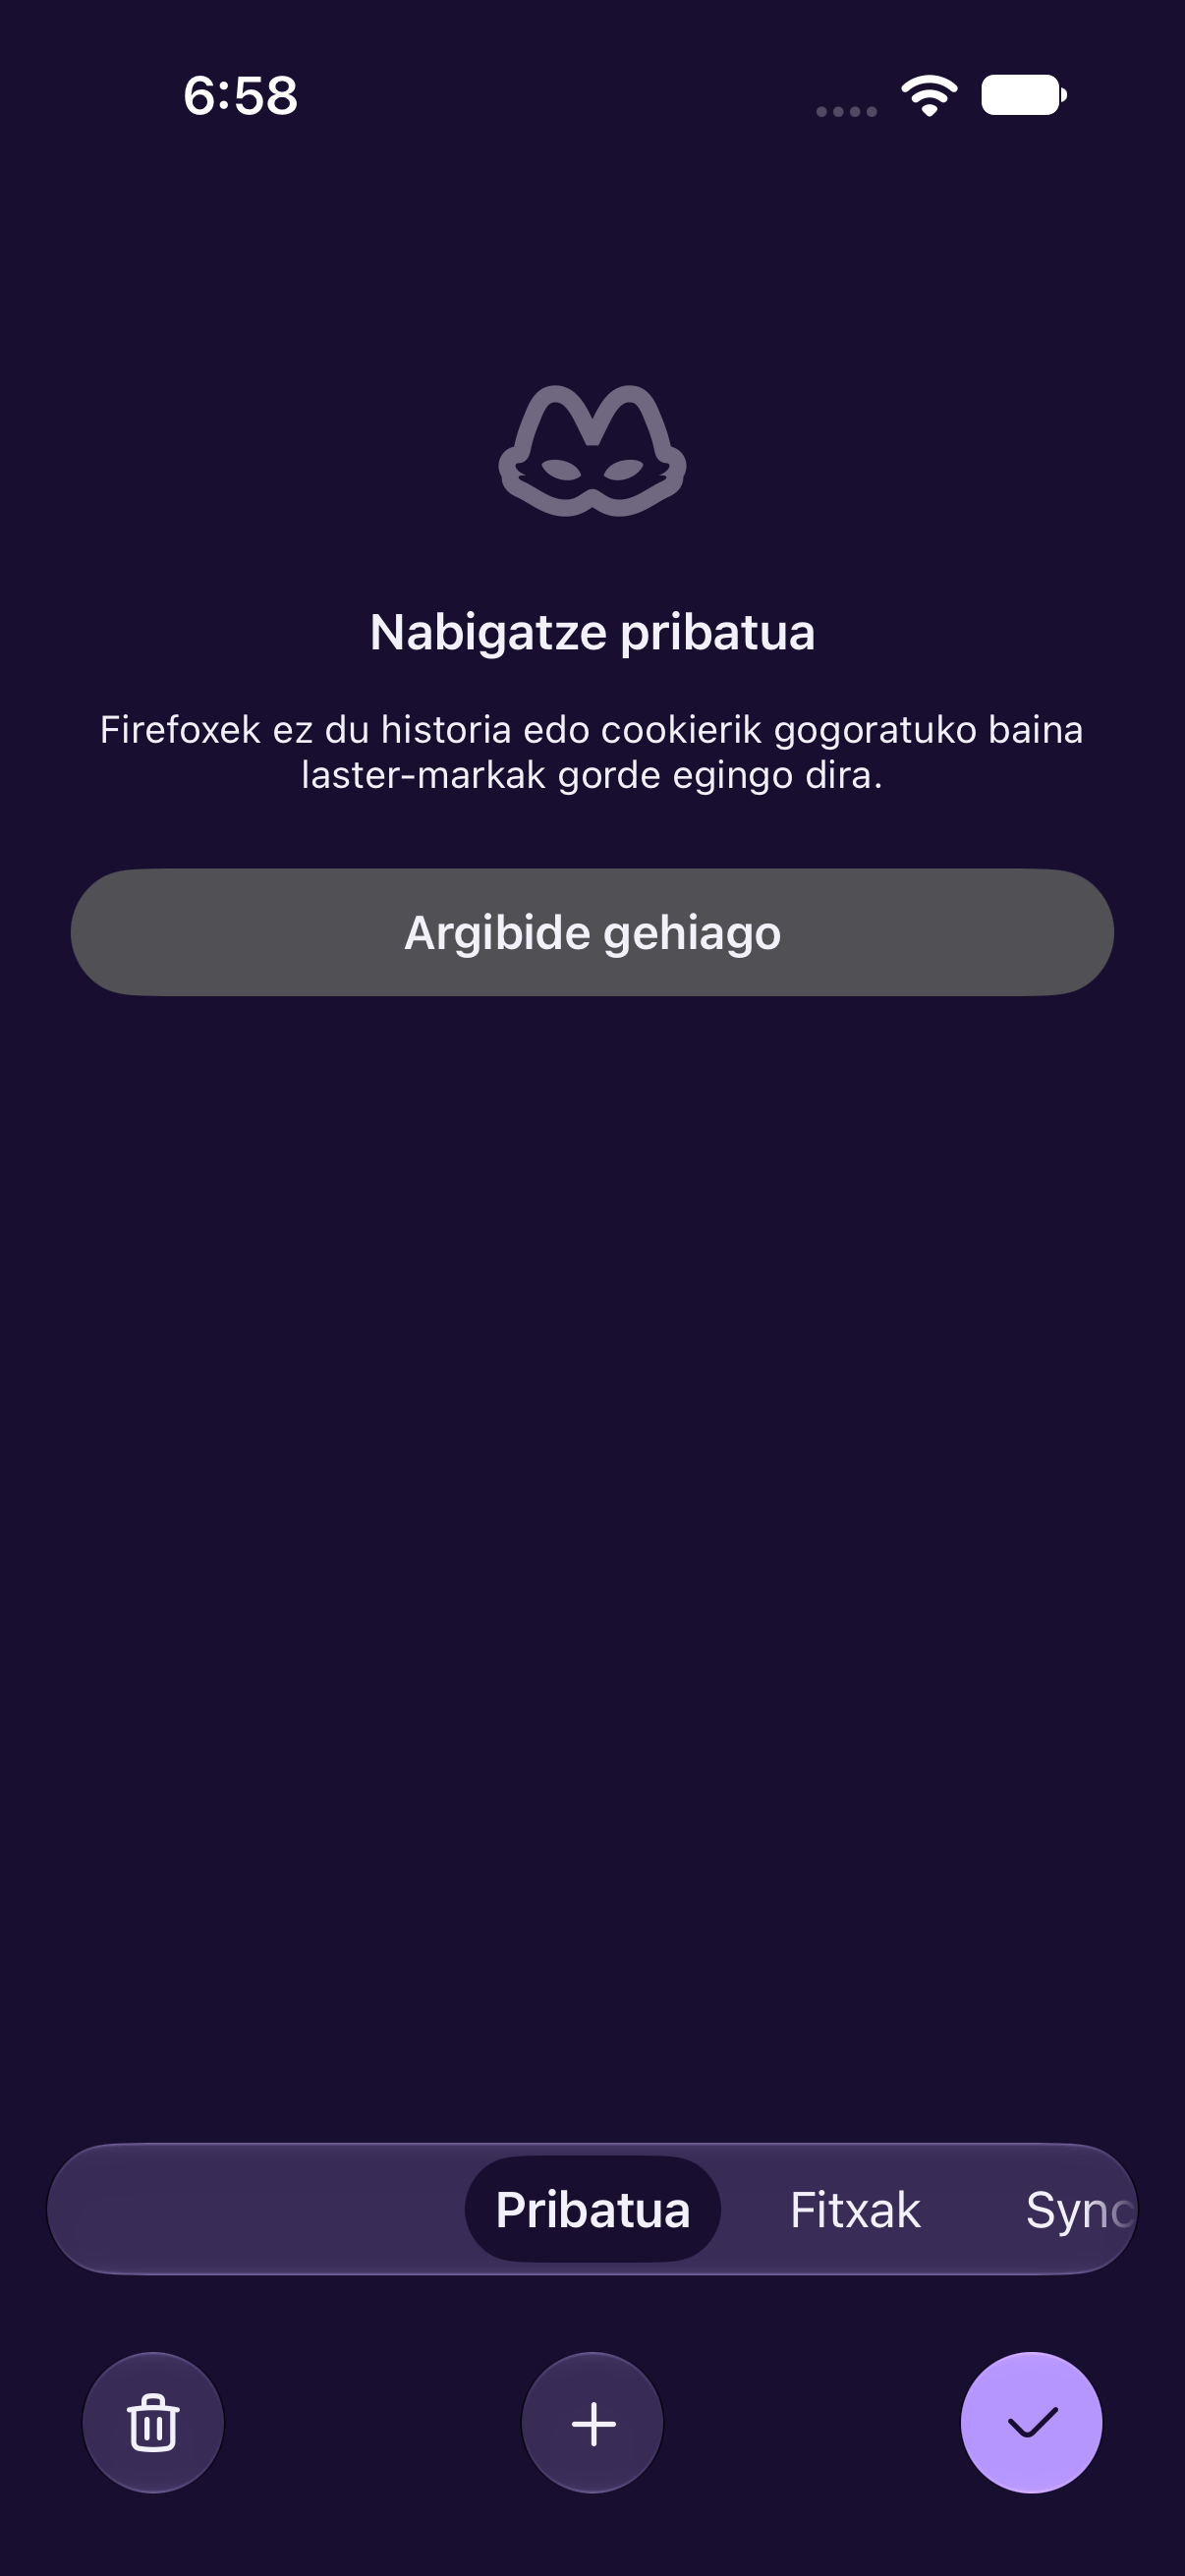 6:58
Nabigatze pribatua
Firefoxek ez du historia edo cookierik gogoratuko baina
laster-markak gorde egingo dira.
Argibide gehiago
Pribatua
Fitxak
Sync